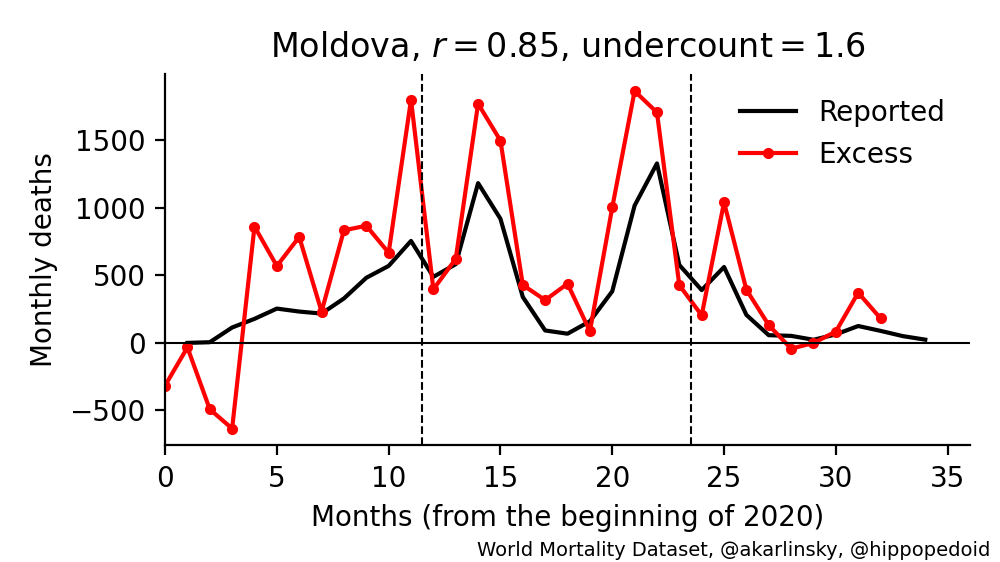 Moldova, r = 0.85, undercount = 1.6
Reported
Excess
Monthly deaths
1500
1000
500
0
−500
0 5 10 15 20 25 30 35
Months (from the beginning of 2020)
World Mortality Dataset, @akarlinsky, @hippopedoid